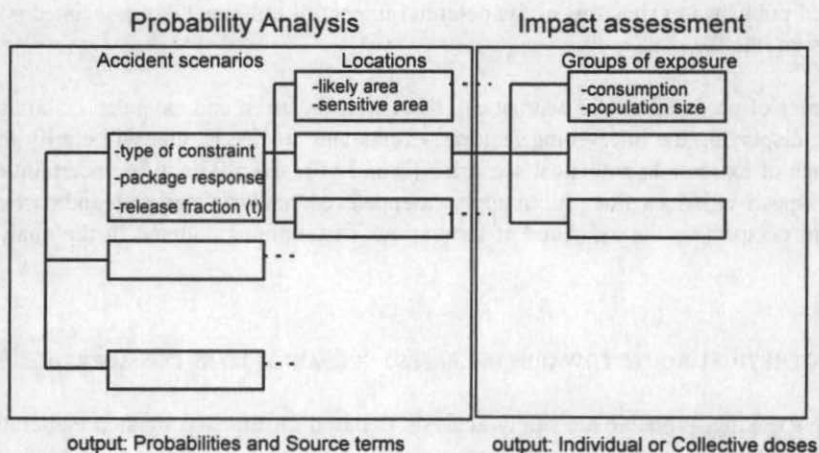 Probability Analysis
Impact assessment
Accident scenarios
Locations
-likely area
-sensitive area
-type of constraint
-package response
-release fraction (t)
Groups of exposure
-consumption
-population size
output: Probabilities and Source terms
output: Individual or Collective doses